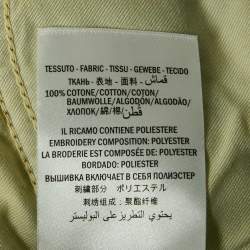 TESSUTO - FABRIC - TISSU - GEWEBE - TECIDO
ТКАНЬ - 表地 - 面料 - قماش
100% COTONE/COTTON/COTON/
BAUMWOLLE/ALGODÓN/ALGODÃO/
ХЛОПОК/綿/棉/قطن
IL RICAMO CONTIENE POLIESTERE
EMBROIDERY COMPOSITION: POLYESTER
LA BRODERIE EST COMPOSÉE DE: POLYESTER
BORDADO: POLIESTER
ВЫШИВКА ВКЛЮЧАЕТ В СЕБЯ ПОЛИЭСТЕР
刺繍部分 : ポリエステル
刺绣组成 : 聚酯
يحتوي التطريز على البوليستر